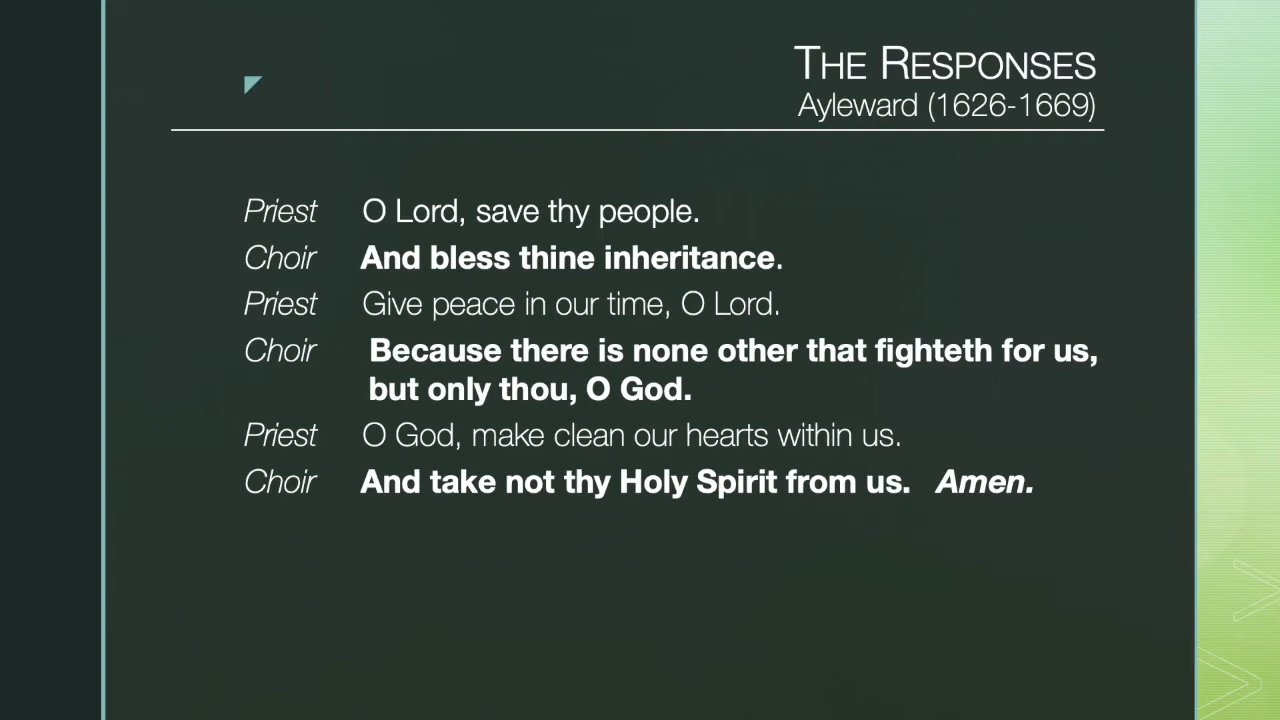 THE RESPONSES
Ayleward (1626-1669)
Priest O Lord, save thy people.
Choir And bless thine inheritance.
Priest Give peace in our time, O Lord.
Choir Because there is none other that fighteth for us,
but only thou, O God.
Priest O God, make clean our hearts within us.
Choir And take not thy Holy Spirit from us. Amen.